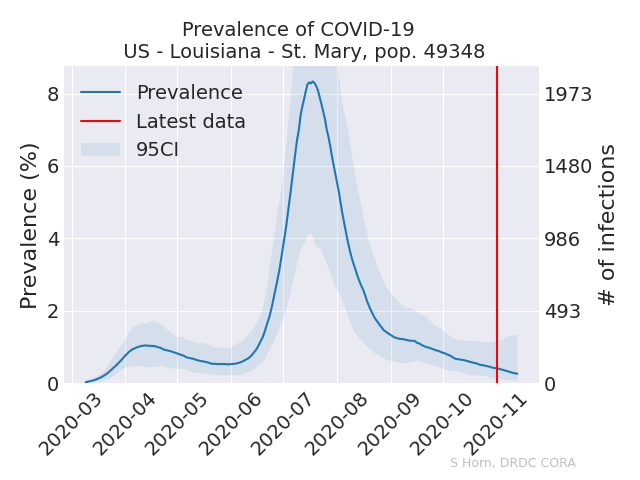 Prevalence of COVID-19
US - Louisiana - St. Mary, pop. 49348
Prevalence
Latest data
95CI
Prevalence (%)
8
6
4
2
0
1973
1480
986
493
0
# of infections
2020-03
2020-04
2020-05
2020-06
2020-07
2020-08
2020-09
2020-10
2020-11
S Horn, DRDC CORA